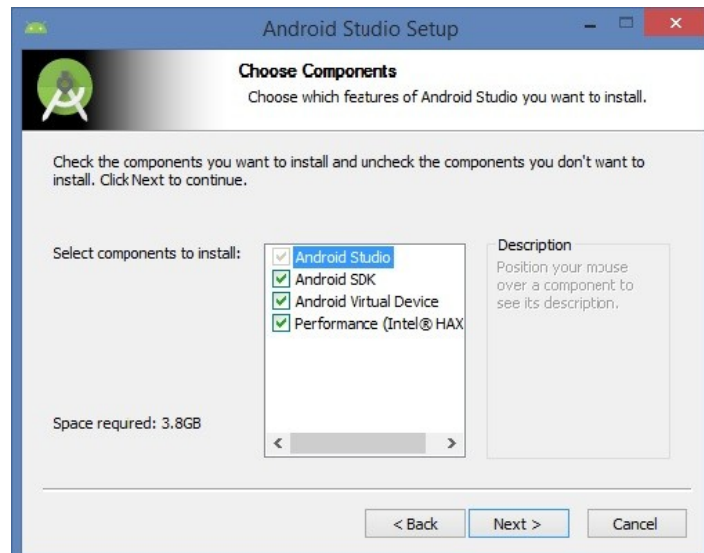 Android Studio Setup
Choose Components
Choose which features of Android Studio you want to install.
Check the components you want to install and uncheck the components you don't want to
install. Click Next to continue.
Select components to install:
Android Studio
Android SDK
Android Virtual Device
Performance (Intel® HAX
Description
Position your mouse
over a component to
see its description.
Space requred: 3.8GB
< Back
Next >
Cancel